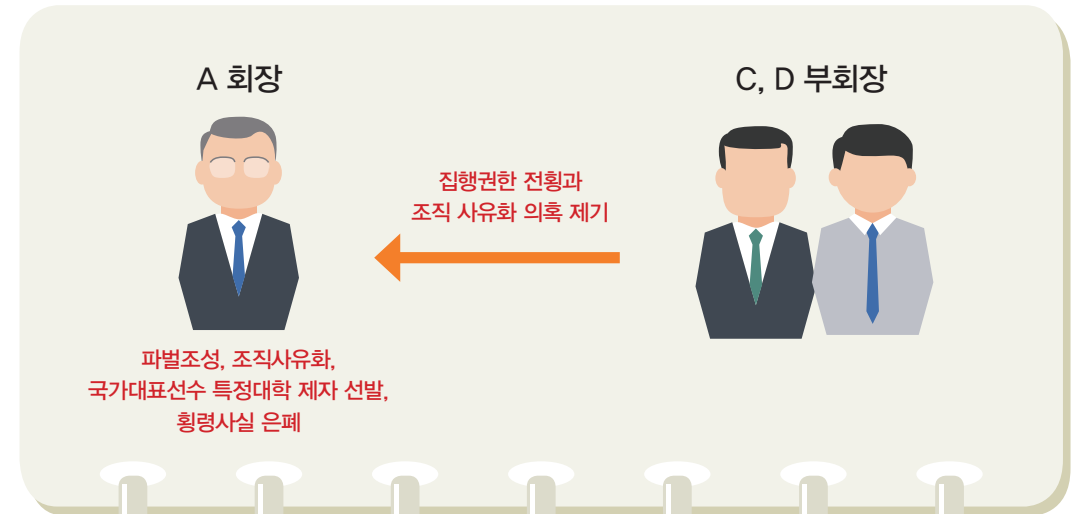 A 회장
C, D 부회장
집행권한 전횡과
조직 사유화 의혹 제기
파벌조성, 조직사유화,
국가대표선수 특정대학 제자 선발,
횡령사실 은폐